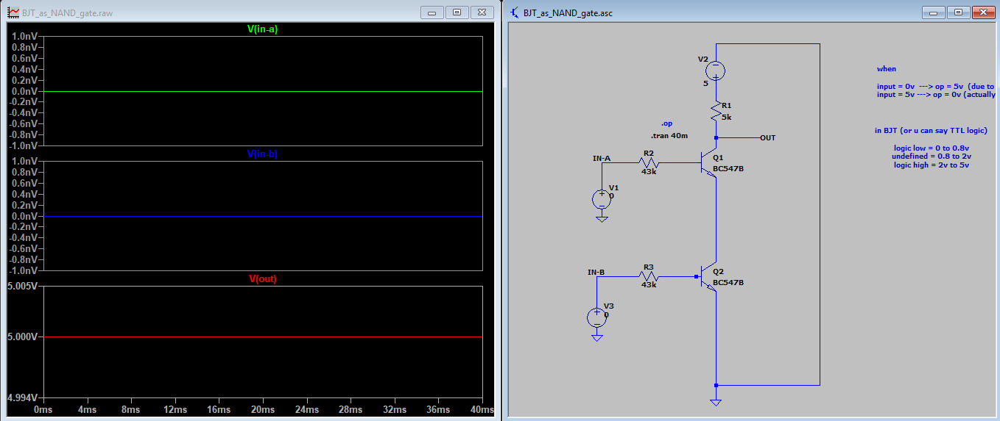 BJT_as_NAND_gate.raw
V(in-a)
1.0nV
0.8nV
0.6nV
0.4nV
0.2nV
0.0nV
-0.2nV
-0.4nV
-0.6nV
-0.8nV
-1.0nV
V(in-b)
1.0nV
0.8nV
0.6nV
0.4nV
0.2nV
0.0nV
-0.2nV
-0.4nV
-0.6nV
-0.8nV
-1.0nV
V(out)
5.005V
5.000V
4.994V
0ms 4ms 8ms 12ms 16ms 20ms 24ms 28ms 32ms 36ms 40ms
BJT_as_NAND_gate.asc
V2
5
R1
5k
.op
.tran 40m
OUT
IN-A
R2
43k
Q1
BC547B
V1
0
IN-B
R3
43k
Q2
BC547B
V3
0
when
input = 0v ---> op = 5v (due to
input = 5v ---> op = 0v (actually
in BJT (or u can say TTL logic)
logic low = 0 to 0.8v
undefined = 0.8 to 2v
logic high = 2v to 5v